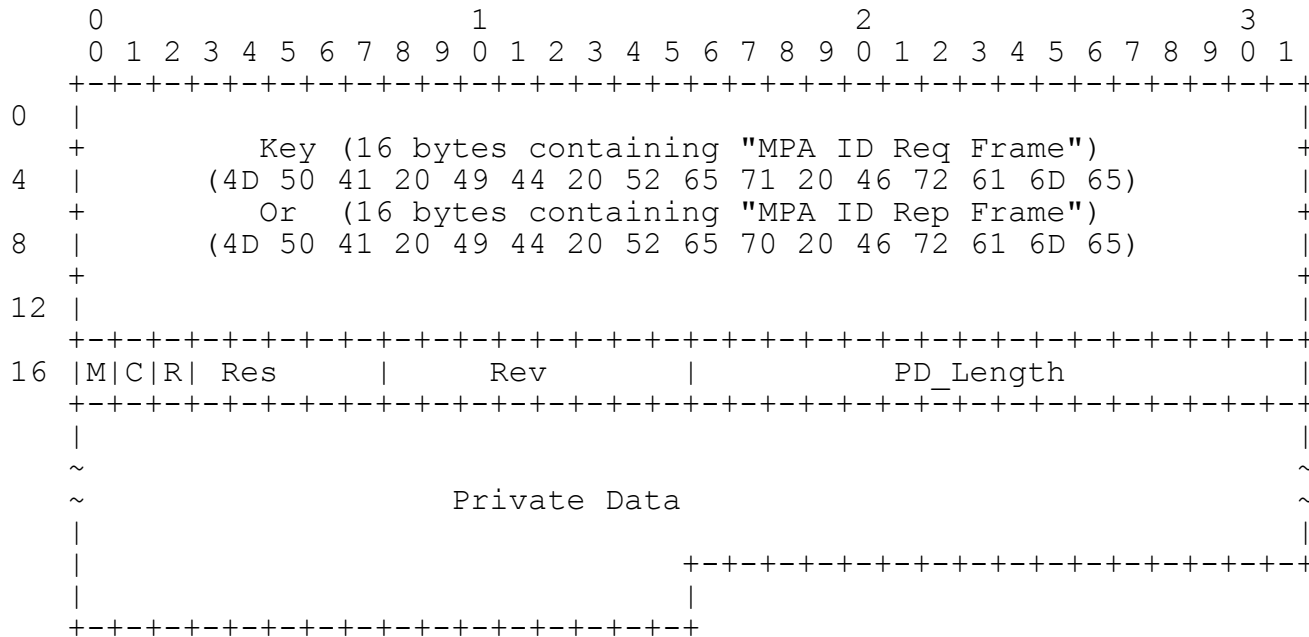 0                   1                   2                   3
    0 1 2 3 4 5 6 7 8 9 0 1 2 3 4 5 6 7 8 9 0 1 2 3 4 5 6 7 8 9 0 1
   +-+-+-+-+-+-+-+-+-+-+-+-+-+-+-+-+-+-+-+-+-+-+-+-+-+-+-+-+-+-+-+-+
0  |                                                               |
   +         Key (16 bytes containing "MPA ID Req Frame")          +
4  |      (4D 50 41 20 49 44 20 52 65 71 20 46 72 61 6D 65)        |
   +         Or  (16 bytes containing "MPA ID Rep Frame")          +
8  |      (4D 50 41 20 49 44 20 52 65 70 20 46 72 61 6D 65)        |
   +                                                               +
12 |                                                               |
   +-+-+-+-+-+-+-+-+-+-+-+-+-+-+-+-+-+-+-+-+-+-+-+-+-+-+-+-+-+-+-+-+
16 |M|C|R| Res     |     Rev       |          PD_Length            |
   +-+-+-+-+-+-+-+-+-+-+-+-+-+-+-+-+-+-+-+-+-+-+-+-+-+-+-+-+-+-+-+-+
   |                                                               |
   ~                                                               ~
   ~                   Private Data                                ~
   |                                                               |
   |                               +-+-+-+-+-+-+-+-+-+-+-+-+-+-+-+-+
   |                               |
   +-+-+-+-+-+-+-+-+-+-+-+-+-+-+-+-+